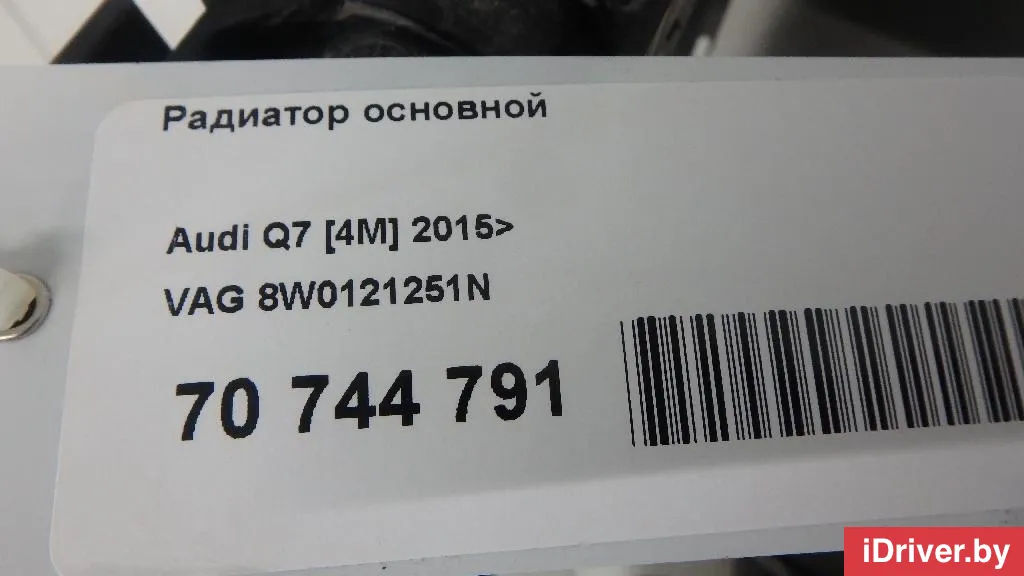 Радиатор основной
Audi Q7 [4M] 2015>
VAG 8W0121251N
70 744 791
iDriver.by